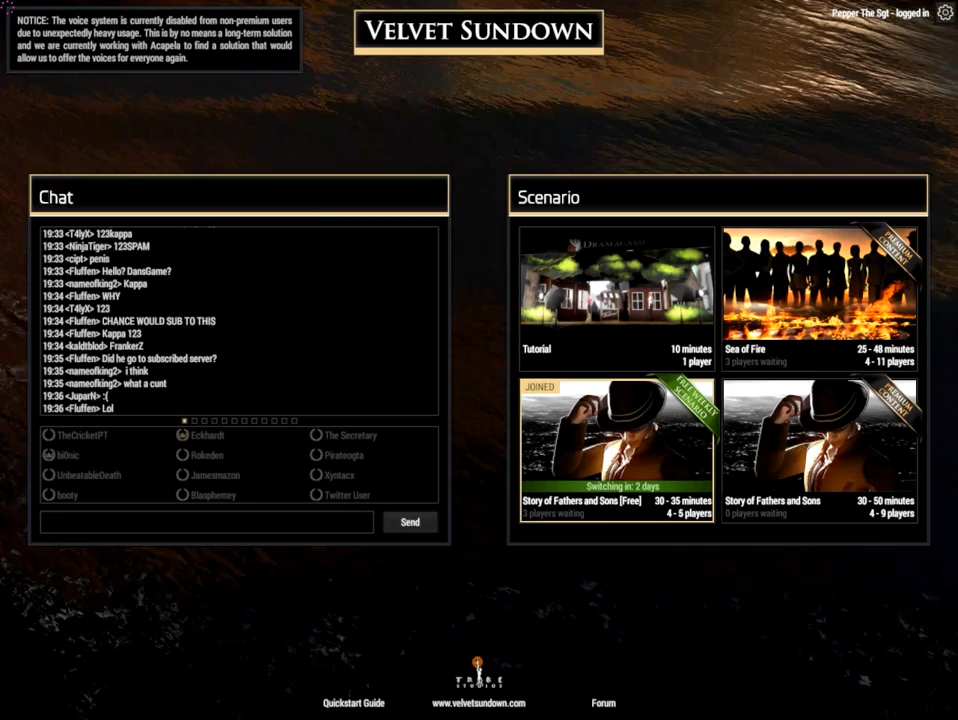 NOTICE: The voice system is currently disabled from non-premium users
due to unexpectedly heavy usage. This is by no means a long-term solution
and we are currently working with Acapela to find a solution that would
allow us to offer the voices for everyone again.
VELVET SUNDOWN
Pepper The Sgt - logged in
Chat
19:33 <T4lyX> 123kappa
19:33 <NinjaTiger> 123SPAM
19:33 <cipt> penis
19:33 <Fluffen> Hello? DansGame?
19:33 <nameofking2> Kappa
19:34 <Fluffen> WHY
19:34 <T4lyX> 123
19:34 <Fluffen> CHANCE WOULD SUB TO THIS
19:34 <Fluffen> Kappa 123
19:34 <kaldtblod> FrankerZ
19:35 <Fluffen> Did he go to subscribed server?
19:35 <nameofking2> i think
19:35 <nameofking2> what a cunt
19:36 <JuparN> :(
19:36 <Fluffen> Lol
TheCricketPT Eckhardt The Secretary
bi0nic Rokeden Pirateogta
UnbeatableDeath Jamesmazon Xyntacx
booty Blasphemey Twitter User
Send
Scenario
DRAMAGAME
Tutorial 10 minutes
1 player
PREMIUM CONTENT
Sea of Fire 25 - 48 minutes
3 players waiting 4 - 11 players
JOINED
FREE WEEKLY SCENARIO
Switching in: 2 days
Story of Fathers and Sons [Free] 30 - 35 minutes
3 players waiting 4 - 5 players
PREMIUM CONTENT
Story of Fathers and Sons 30 - 50 minutes
0 players waiting 4 - 9 players
TRIBE
STUDIOS
Quickstart Guide www.velvetsundown.com Forum